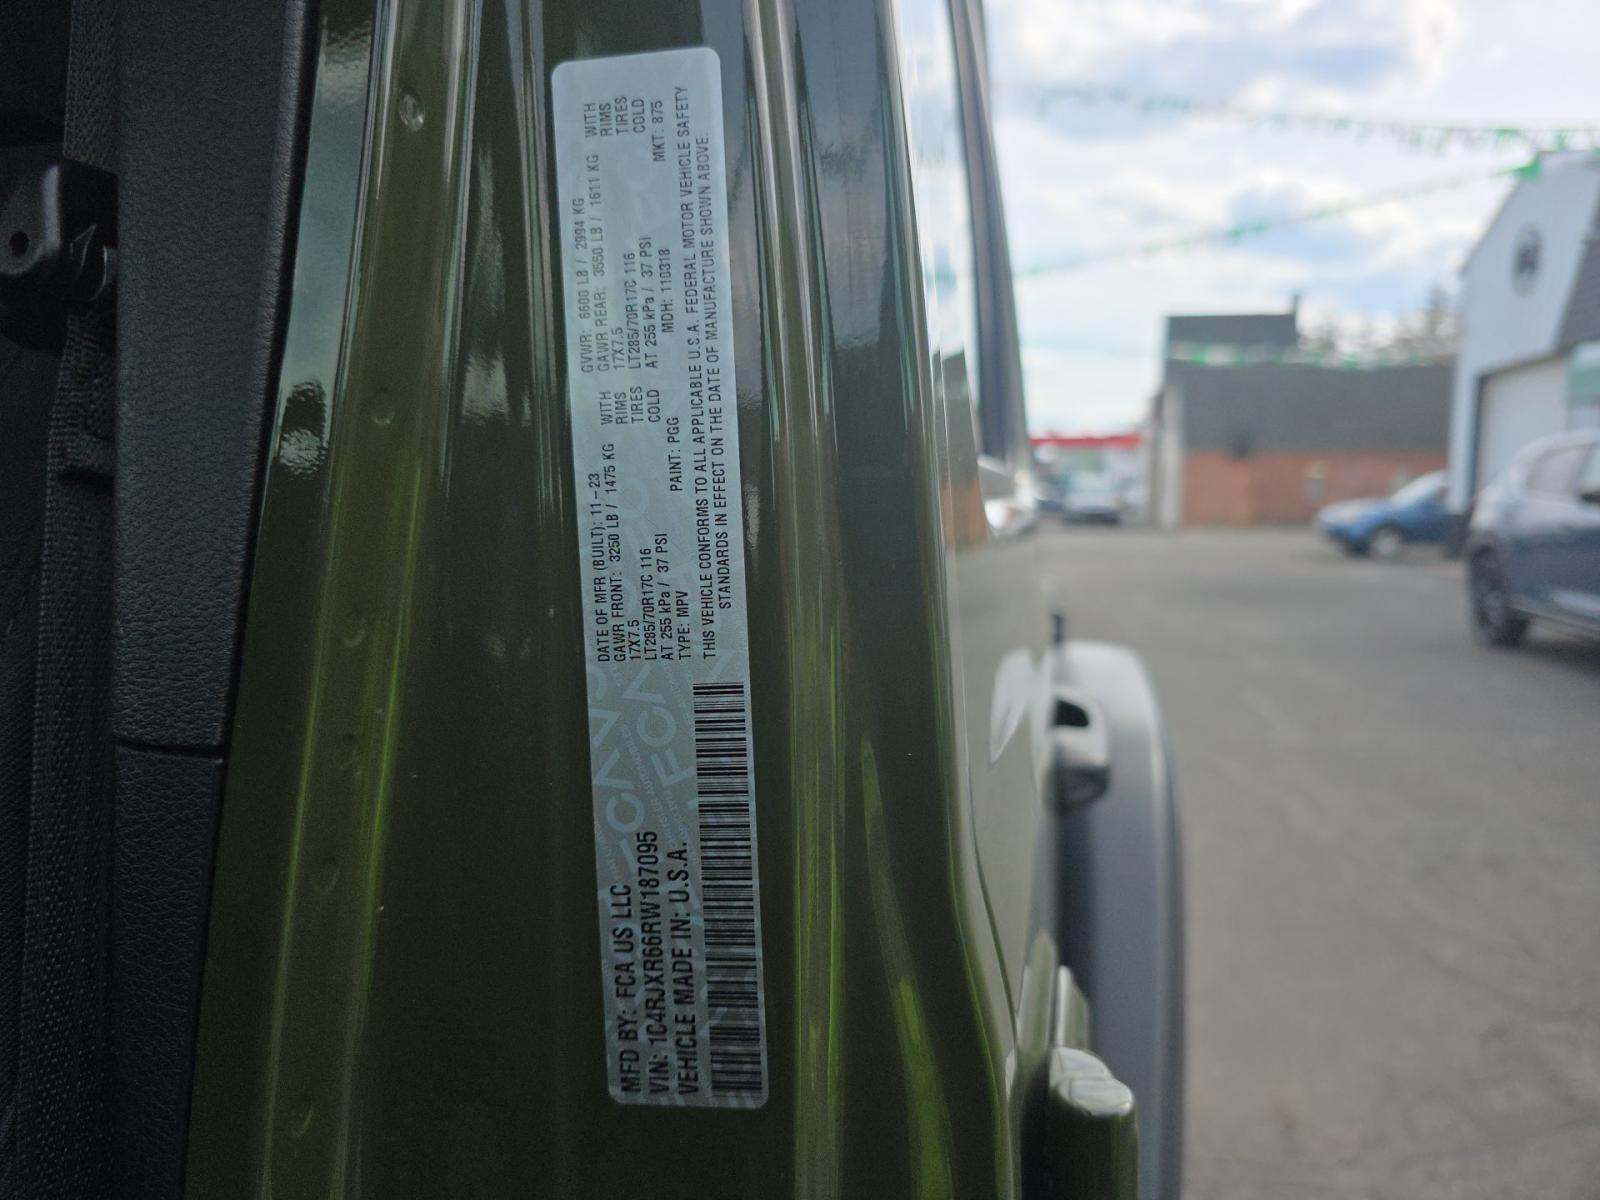 MFD BY: FCA US LLC
VIN: 1C4RJXR66RW187095
VEHICLE MADE IN: U.S.A.
DATE OF MFR (BUILT): 11-23 GVWR: 6600 LB / 2994 KG
GAWR FRONT: 3250 LB / 1475 KG WITH GAWR REAR: 3550 LB / 1611 KG WITH
17X7.5 RIMS 17X7.5 RIMS
LT285/70R17C 116 TIRES LT285/70R17C 116 TIRES
AT 255 kPa / 37 PSI COLD AT 255 kPa / 37 PSI COLD
TYPE: MPV PAINT: PGG MDH: 110318 MKT: 875
THIS VEHICLE CONFORMS TO ALL APPLICABLE U.S.A. FEDERAL MOTOR VEHICLE SAFETY
STANDARDS IN EFFECT ON THE DATE OF MANUFACTURE SHOWN ABOVE.